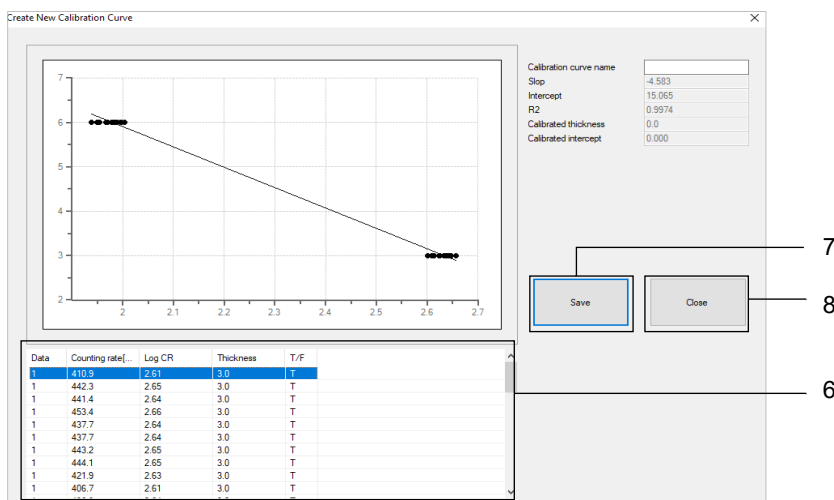 Create New Calibration Curve
7
6
5
4
3
2
2 2.1 2.2 2.3 2.4 2.5 2.6 2.7
Calibration curve name
Slop -4.583
Intercept 15.065
R2 0.9974
Calibrated thickness 0.0
Calibrated intercept 0.000
Save Close
7
8
6
Data Counting rate[... Log CR Thickness T/F
1 410.9 2.61 3.0 T
1 442.3 2.65 3.0 T
1 441.4 2.64 3.0 T
1 453.4 2.66 3.0 T
1 437.7 2.64 3.0 T
1 437.7 2.64 3.0 T
1 443.2 2.65 3.0 T
1 444.1 2.65 3.0 T
1 421.9 2.63 3.0 T
1 406.7 2.61 3.0 T